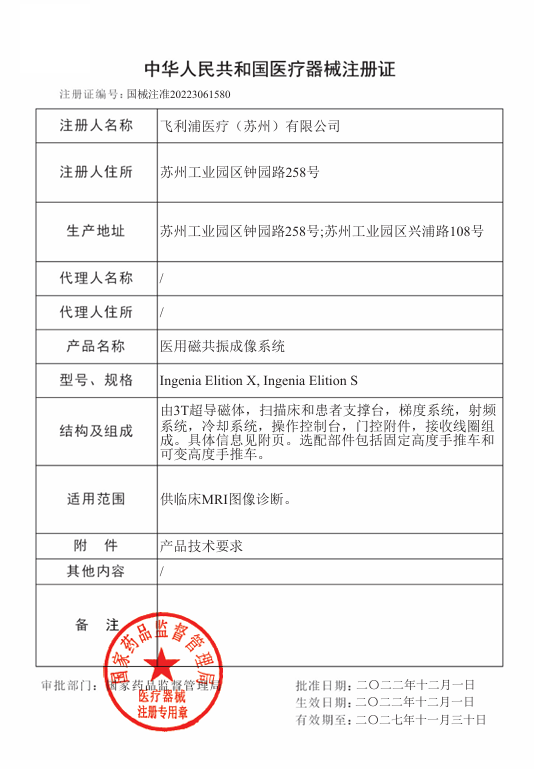 中华人民共和国医疗器械注册证
注册证编号：国械注准20223061580
注册人名称 飞利浦医疗（苏州）有限公司
注册人住所 苏州工业园区钟园路258号
生产地址 苏州工业园区钟园路258号;苏州工业园区兴浦路108号
代理人名称 /
代理人住所 /
产品名称 医用磁共振成像系统
型号、规格 Ingenia Elition X, Ingenia Elition S
结构及组成 由3T超导磁体，扫描床和患者支撑台，梯度系统，射频
系统，冷却系统，操作控制台，门控附件，接收线圈组
成。具体信息见附页。选配部件包括固定高度手推车和
可变高度手推车。
适用范围 供临床MRI图像诊断。
附 件 产品技术要求
其他内容 /
备 注
审批部门：国家药品监督管理局
国家药品监督管理局
医疗器械
注册专用章
批准日期：二〇二二年十二月一日
生效日期：二〇二二年十二月一日
有效期至：二〇二七年十一月三十日